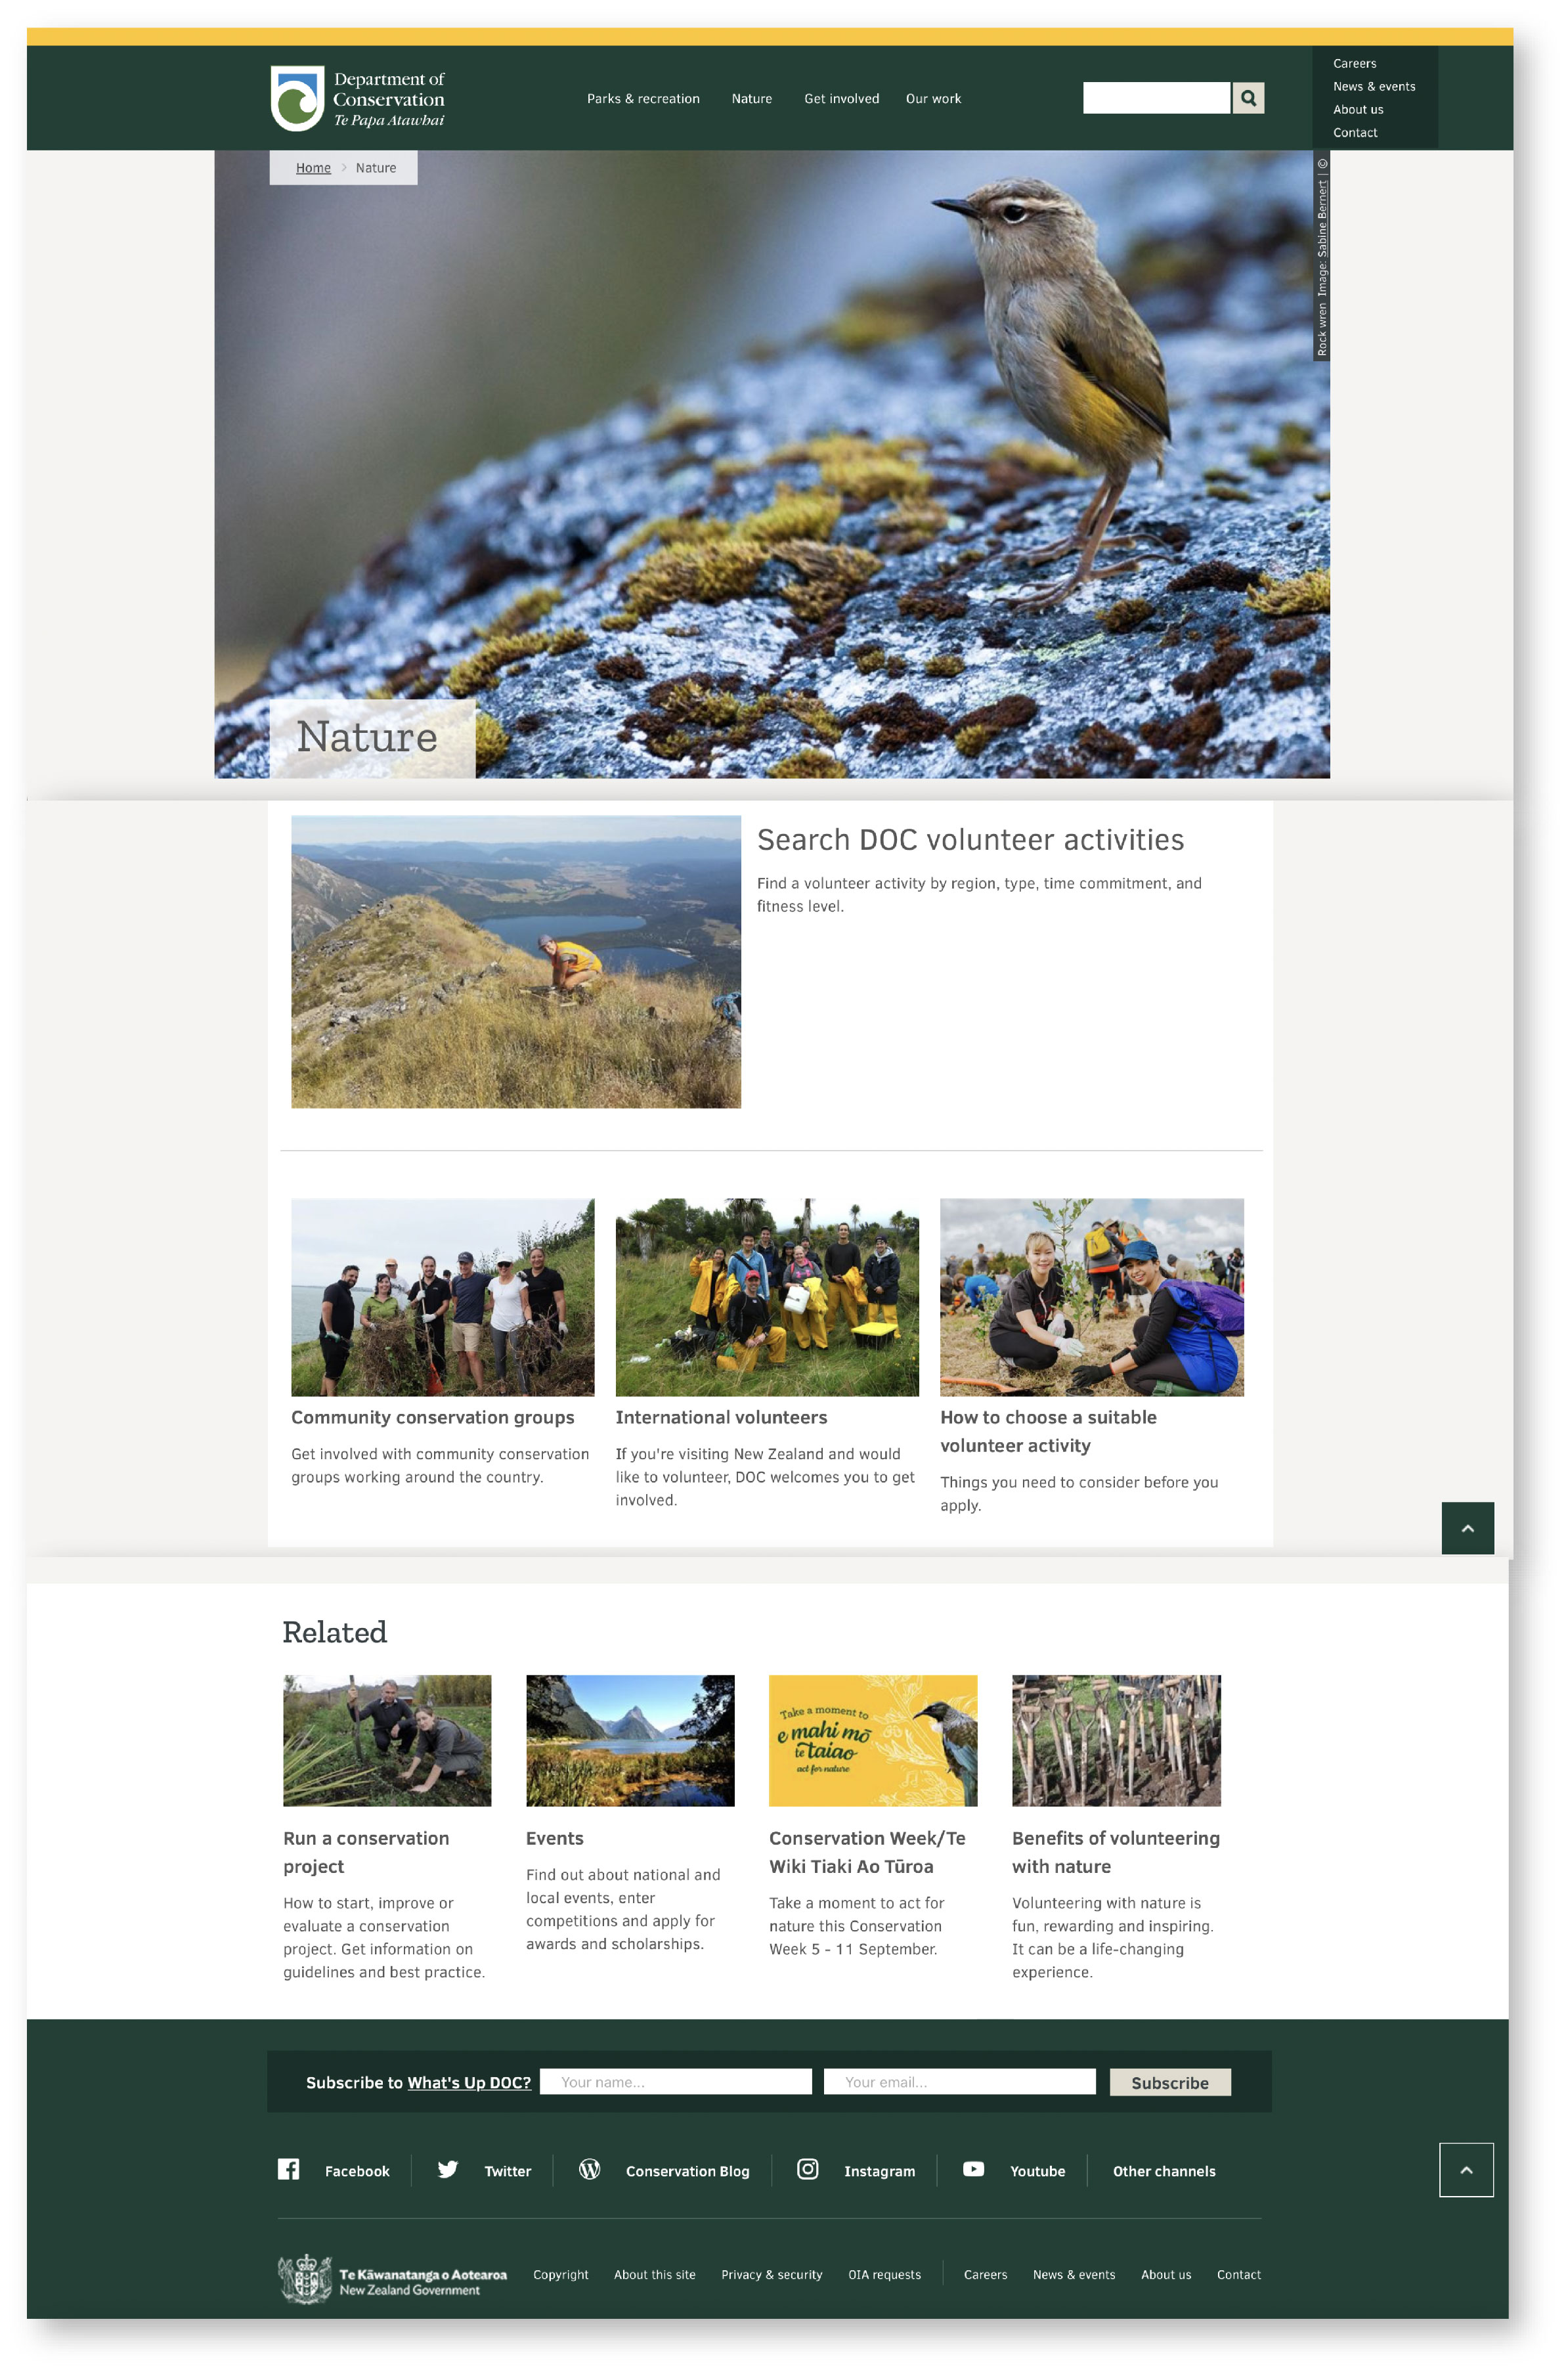 Department of
Conservation
Te Papa Atawhai
Parks & recreation
Nature
Get involved
Our work
Careers
News & events
About us
Contact
Home > Nature
Rock wren Image: Sabine Bernert | ©
Nature
Search DOC volunteer activities
Find a volunteer activity by region, type, time commitment, and
fitness level.
Community conservation groups
Get involved with community conservation
groups working around the country.
International volunteers
If you're visiting New Zealand and would
like to volunteer, DOC welcomes you to get
involved.
How to choose a suitable
volunteer activity
Things you need to consider before you
apply.
Related
Run a conservation
project
How to start, improve or
evaluate a conservation
project. Get information on
guidelines and best practice.
Events
Find out about national and
local events, enter
competitions and apply for
awards and scholarships.
Take a moment to
e mahi mō
te taiao
act for nature
Conservation Week/Te
Wiki Tiaki Ao Tūroa
Take a moment to act for
nature this Conservation
Week 5 - 11 September.
Benefits of volunteering
with nature
Volunteering with nature is
fun, rewarding and inspiring.
It can be a life-changing
experience.
Subscribe to What's Up DOC?
Your name...
Your email...
Subscribe
Facebook
Twitter
Conservation Blog
Instagram
Youtube
Other channels
Te Kāwanatanga o Aotearoa
New Zealand Government
Copyright
About this site
Privacy & security
OIA requests
Careers
News & events
About us
Contact